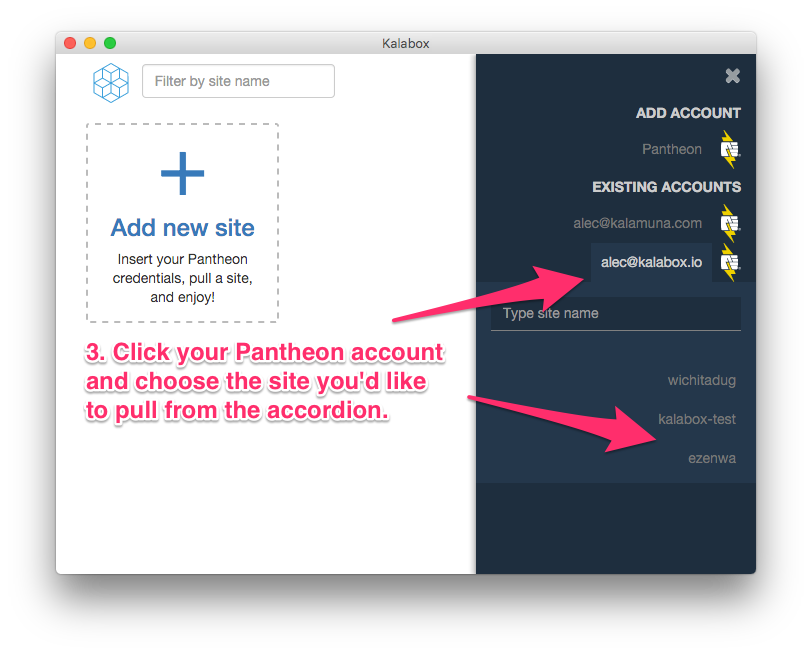 Kalabox
Filter by site name
Add new site
Insert your Pantheon
credentials, pull a site,
and enjoy!
3. Click your Pantheon account
and choose the site you'd like
to pull from the accordion.
ADD ACCOUNT
Pantheon
EXISTING ACCOUNTS
alec@kalamuna.com
alec@kalabox.io
Type site name
wichitadug
kalabox-test
ezenwa